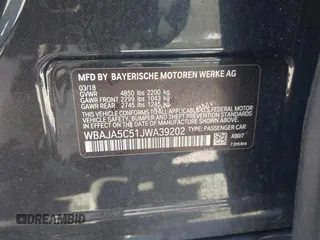 MFD. BY BAYERISCHE MOTOREN WERKE AG
03/18
GVWR 4850 lbs 2200 kg
GAWR FRONT 2299 lbs 1043 kg
GAWR REAR 2745 lbs 1245 kg
THIS VEHICLE CONFORMS TO ALL APPLICABLE FEDERAL MOTOR
VEHICLE SAFETY, BUMPER AND THEFT PREVENTION STANDARDS
IN EFFECT ON THE DATE OF MANUFACTURE SHOWN ABOVE.
WBAJA5C51JWA39202 TYPE: PASSENGER CAR
A90/7
DREAMBID